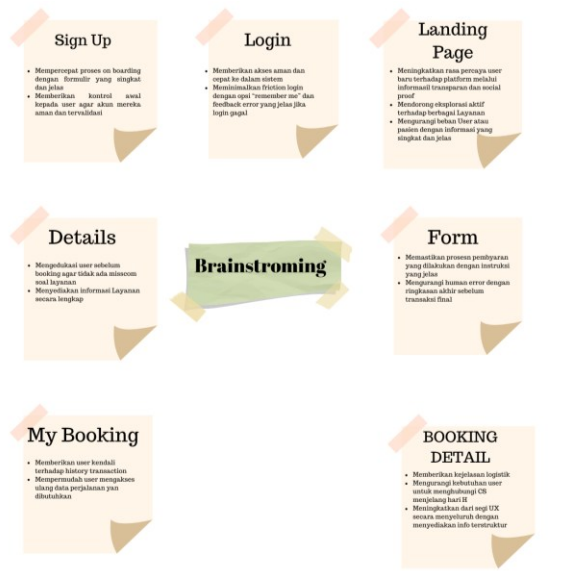 Sign Up
Mempercepat proses on boarding
dengan formulir yang singkat
dan jelas
Memberikan kontrol awal
kepada user agar akun mereka
aman dan tervalidasi
Login
Memberikan akses aman dan
cepat ke dalam sistem
Meminimalkan friction login
dengan opsi "remember me" dan
feedback error yang jelas jika
login gagal
Landing
Page
Meningkatkan rasa percaya user
baru terhadap platform melalui
informasil transparan dan social
proof
Mendorong eksplorasi aktif
terhadap berbagai Layanan
Mengurangi beban User atau
pasien dengan informasi yang
singkat dan jelas
Details
Mengedukasi user sebelum
booking agar tidak ada misscom
soal layanan
Menyediakan informasi Layanan
secara lengkap
Brainstroming
Form
Memastikan prosesn pembyaran
yang dilakukan dengan instruksi
yang jelas
Mengurangi human error dengan
ringkasan akhir sebelum
transaksi final
My Booking
Memberikan user kendali
terhadap history transaction
Mempermudah user mengakses
ulang data perjalanan yan
dibutuhkan
BOOKING
DETAIL
Memberikan kejelasan logistik
Mengurangi kebutuhan user
untuk menghubungi CS
menjelang hari H
Meningkatkan dari segi UX
secara menyeluruh dengan
menyediakan info terstruktur